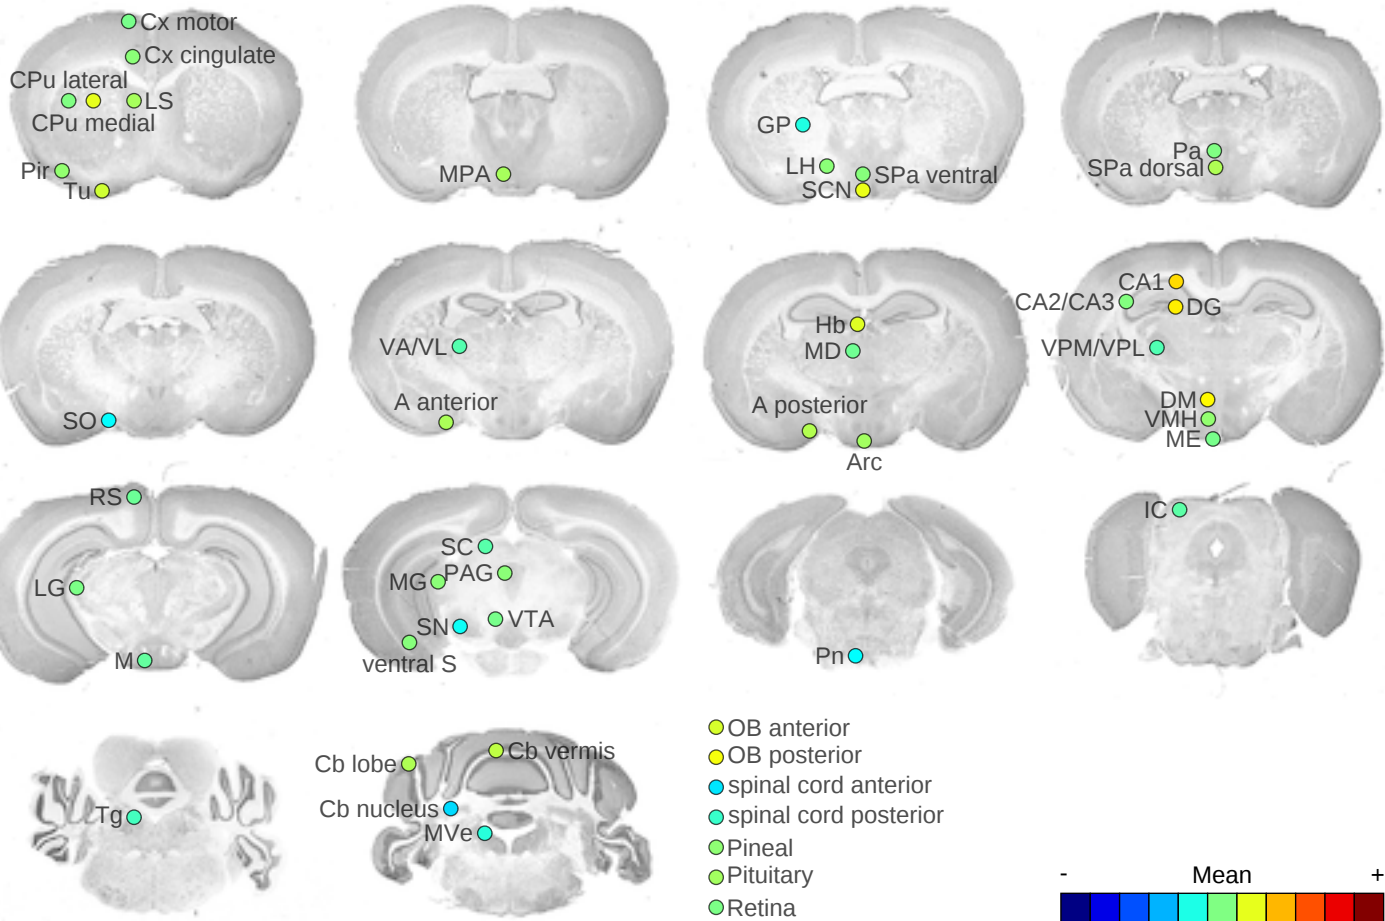 Cx motor
Cx cingulate
CPu lateral
LS
CPu medial
Pir
Tu
MPA
GP
LH
SPa ventral
SCN
Pa
SPa dorsal
SO
VA/VL
A anterior
Hb
MD
A posterior
Arc
CA1
CA2/CA3
DG
VPM/VPL
DM
VMH
ME
RS
LG
M
SC
MG
PAG
SN
VTA
ventral S
Pn
IC
Tg
Cb lobe
Cb vermis
Cb nucleus
MVe
OB anterior
OB posterior
spinal cord anterior
spinal cord posterior
Pineal
Pituitary
Retina
- Mean +